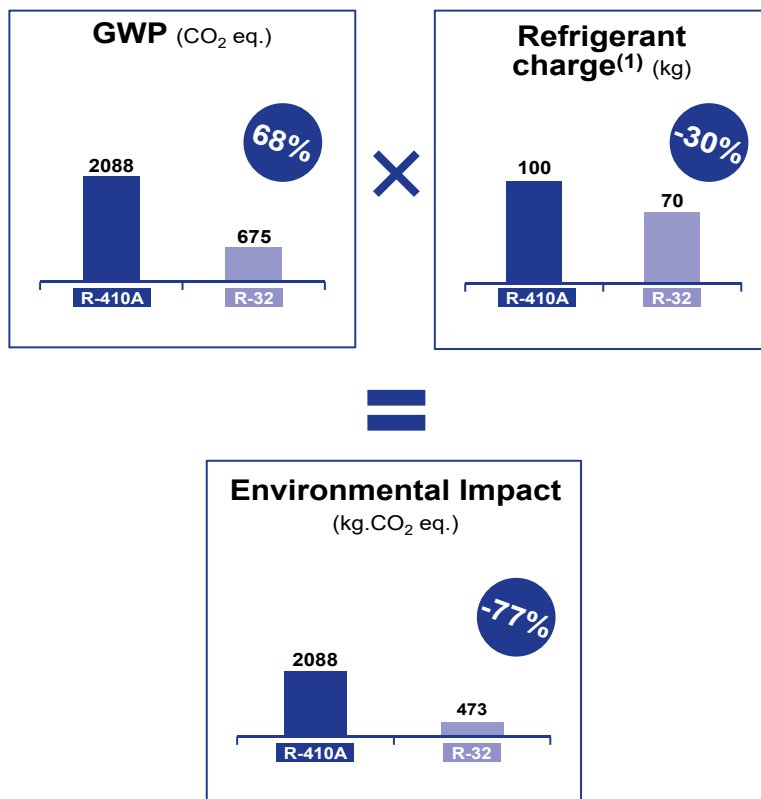 GWP (CO₂ eq.)
68%
2088
675
R-410A
R-32
×
Refrigerant
charge⁽¹⁾ (kg)
-30%
100
70
R-410A
R-32
=
Environmental Impact
(kg.CO₂ eq.)
-77%
2088
473
R-410A
R-32